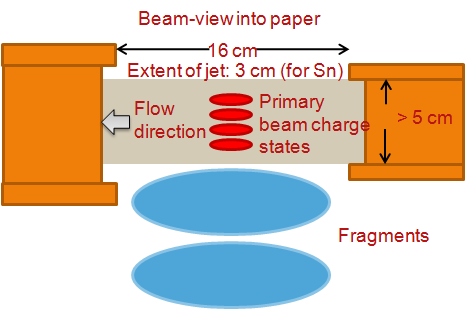 Beam-view into paper
16 cm
Extent of jet: 3 cm (for Sn)
Flow
direction
Primary
beam charge
states
> 5 cm
Fragments